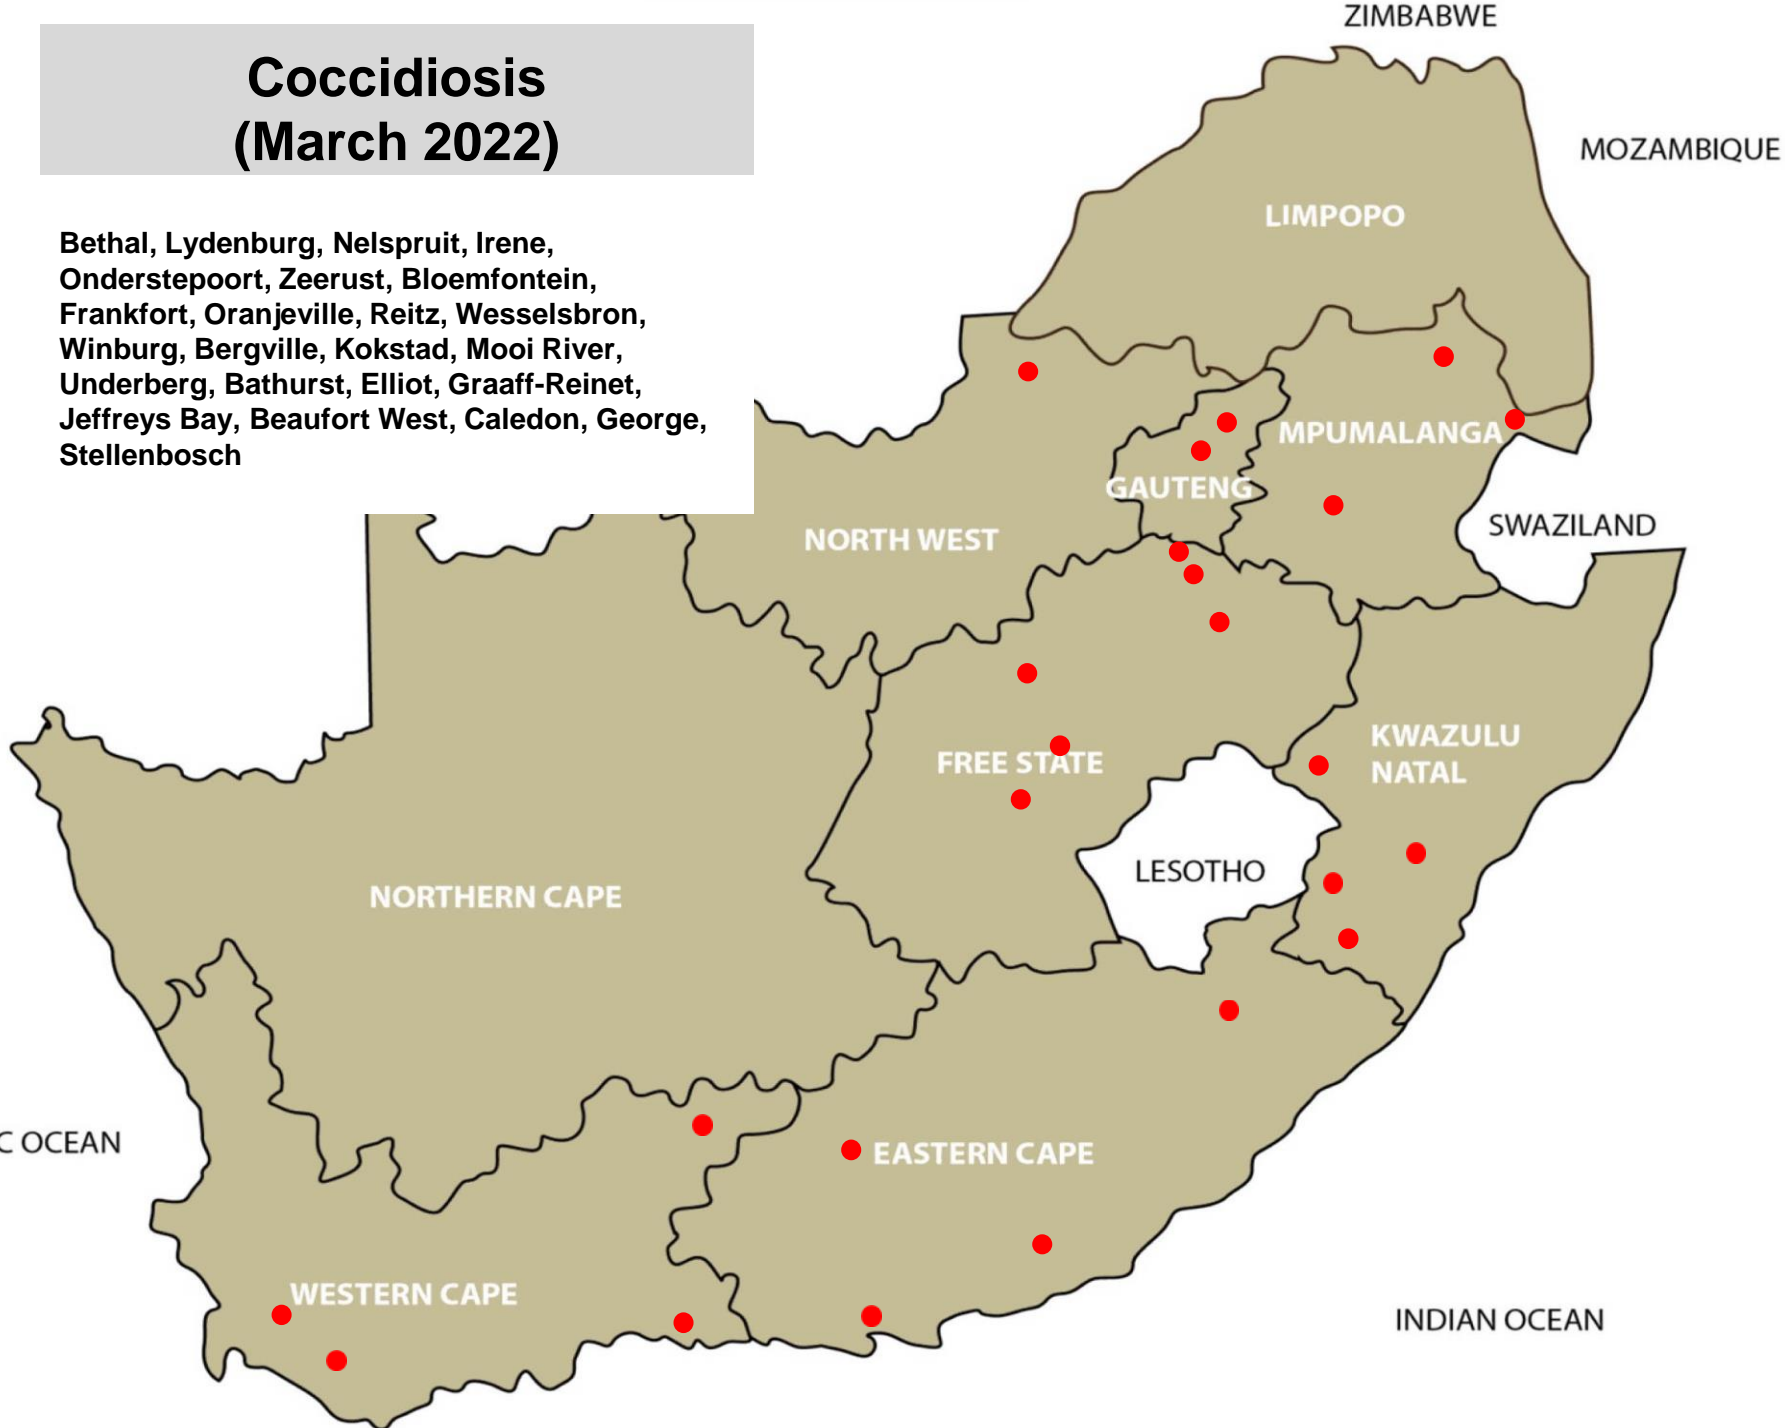 Coccidiosis
(March 2022)
Bethal, Lydenburg, Nelspruit, Irene,
Onderstepoort, Zeerust, Bloemfontein,
Frankfort, Oranjeville, Reitz, Wesselsbron,
Winburg, Bergville, Kokstad, Mooi River,
Underberg, Bathurst, Elliot, Graaff-Reinet,
Jeffreys Bay, Beaufort West, Caledon, George,
Stellenbosch
ZIMBABWE
MOZAMBIQUE
LIMPOPO
MPUMALANGA
GAUTENG
NORTH WEST
SWAZILAND
KWAZULU
NATAL
FREE STATE
LESOTHO
NORTHERN CAPE
C OCEAN
EASTERN CAPE
WESTERN CAPE
INDIAN OCEAN